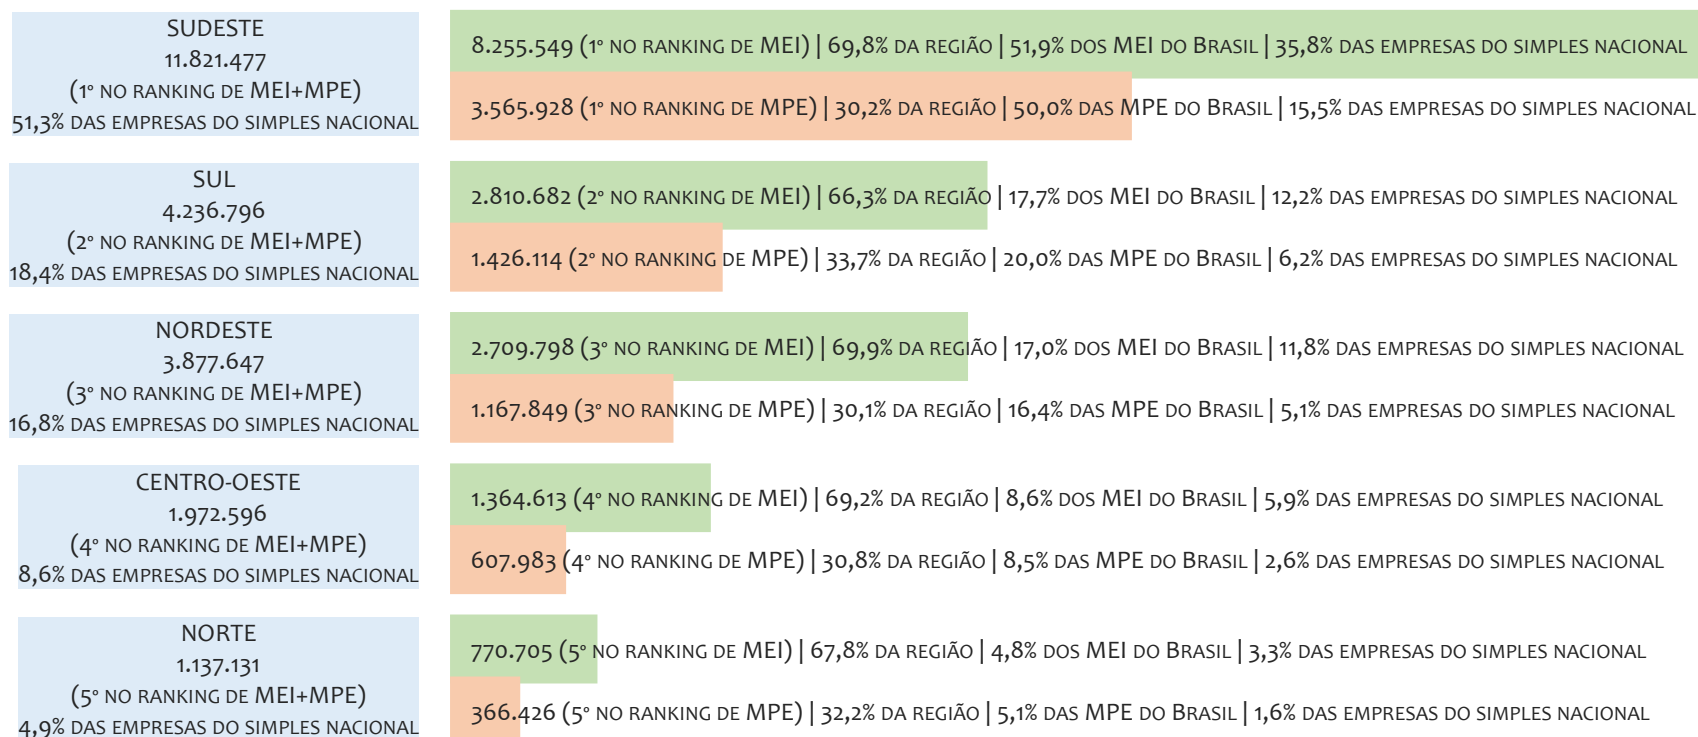 SUDESTE
11.821.477
(1º NO RANKING DE MEI+MPE)
51,3% DAS EMPRESAS DO SIMPLES NACIONAL
8.255.549 (1º NO RANKING DE MEI) | 69,8% DA REGIÃO | 51,9% DOS MEI DO BRASIL | 35,8% DAS EMPRESAS DO SIMPLES NACIONAL
3.565.928 (1º NO RANKING DE MPE) | 30,2% DA REGIÃO | 50,0% DAS MPE DO BRASIL | 15,5% DAS EMPRESAS DO SIMPLES NACIONAL
SUL
4.236.796
(2º NO RANKING DE MEI+MPE)
18,4% DAS EMPRESAS DO SIMPLES NACIONAL
2.810.682 (2º NO RANKING DE MEI) | 66,3% DA REGIÃO | 17,7% DOS MEI DO BRASIL | 12,2% DAS EMPRESAS DO SIMPLES NACIONAL
1.426.114 (2º NO RANKING DE MPE) | 33,7% DA REGIÃO | 20,0% DAS MPE DO BRASIL | 6,2% DAS EMPRESAS DO SIMPLES NACIONAL
NORDESTE
3.877.647
(3º NO RANKING DE MEI+MPE)
16,8% DAS EMPRESAS DO SIMPLES NACIONAL
2.709.798 (3º NO RANKING DE MEI) | 69,9% DA REGIÃO | 17,0% DOS MEI DO BRASIL | 11,8% DAS EMPRESAS DO SIMPLES NACIONAL
1.167.849 (3º NO RANKING DE MPE) | 30,1% DA REGIÃO | 16,4% DAS MPE DO BRASIL | 5,1% DAS EMPRESAS DO SIMPLES NACIONAL
CENTRO-OESTE
1.972.596
(4º NO RANKING DE MEI+MPE)
8,6% DAS EMPRESAS DO SIMPLES NACIONAL
1.364.613 (4º NO RANKING DE MEI) | 69,2% DA REGIÃO | 8,6% DOS MEI DO BRASIL | 5,9% DAS EMPRESAS DO SIMPLES NACIONAL
607.983 (4º NO RANKING DE MPE) | 30,8% DA REGIÃO | 8,5% DAS MPE DO BRASIL | 2,6% DAS EMPRESAS DO SIMPLES NACIONAL
NORTE
1.137.131
(5º NO RANKING DE MEI+MPE)
4,9% DAS EMPRESAS DO SIMPLES NACIONAL
770.705 (5º NO RANKING DE MEI) | 67,8% DA REGIÃO | 4,8% DOS MEI DO BRASIL | 3,3% DAS EMPRESAS DO SIMPLES NACIONAL
366.426 (5º NO RANKING DE MPE) | 32,2% DA REGIÃO | 5,1% DAS MPE DO BRASIL | 1,6% DAS EMPRESAS DO SIMPLES NACIONAL